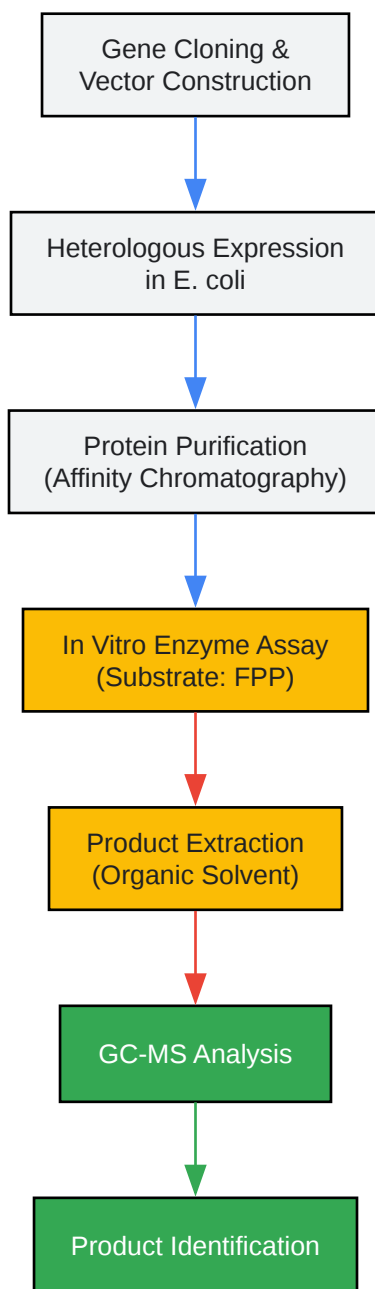 Gene Cloning &
Vector Construction
Heterologous Expression
in E. coli
Protein Purification
(Affinity Chromatography)
In Vitro Enzyme Assay
(Substrate: FPP)
Product Extraction
(Organic Solvent)
GC-MS Analysis
Product Identification